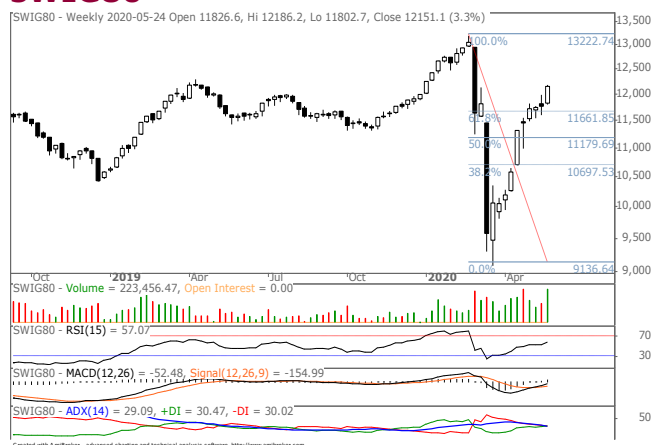 SWIG80
SWIG80 - Weekly 2020-05-24 Open 11826.6, Hi 12186.2, Lo 11802.7, Close 12151.1 (3.3%)
13,500
100.0% 13222.74
13,000
12,500
12,000
61.8% 11661.85
11,500
50.0% 11179.69
11,000
38.2% 10697.53
10,500
10,000
9,500
0.0% 9136.64
9,000
Oct 2019 Apr Jul Oct 2020 Apr
SWIG80 - Volume = 223,456.47, Open Interest = 0.00
SWIG80 - RSI(15) = 57.07
70
30
SWIG80 - MACD(12,26) = -52.48, Signal(12,26,9) = -154.99
SWIG80 - ADX(14) = 29.09, +DI = 30.47, -DI = 30.02
50